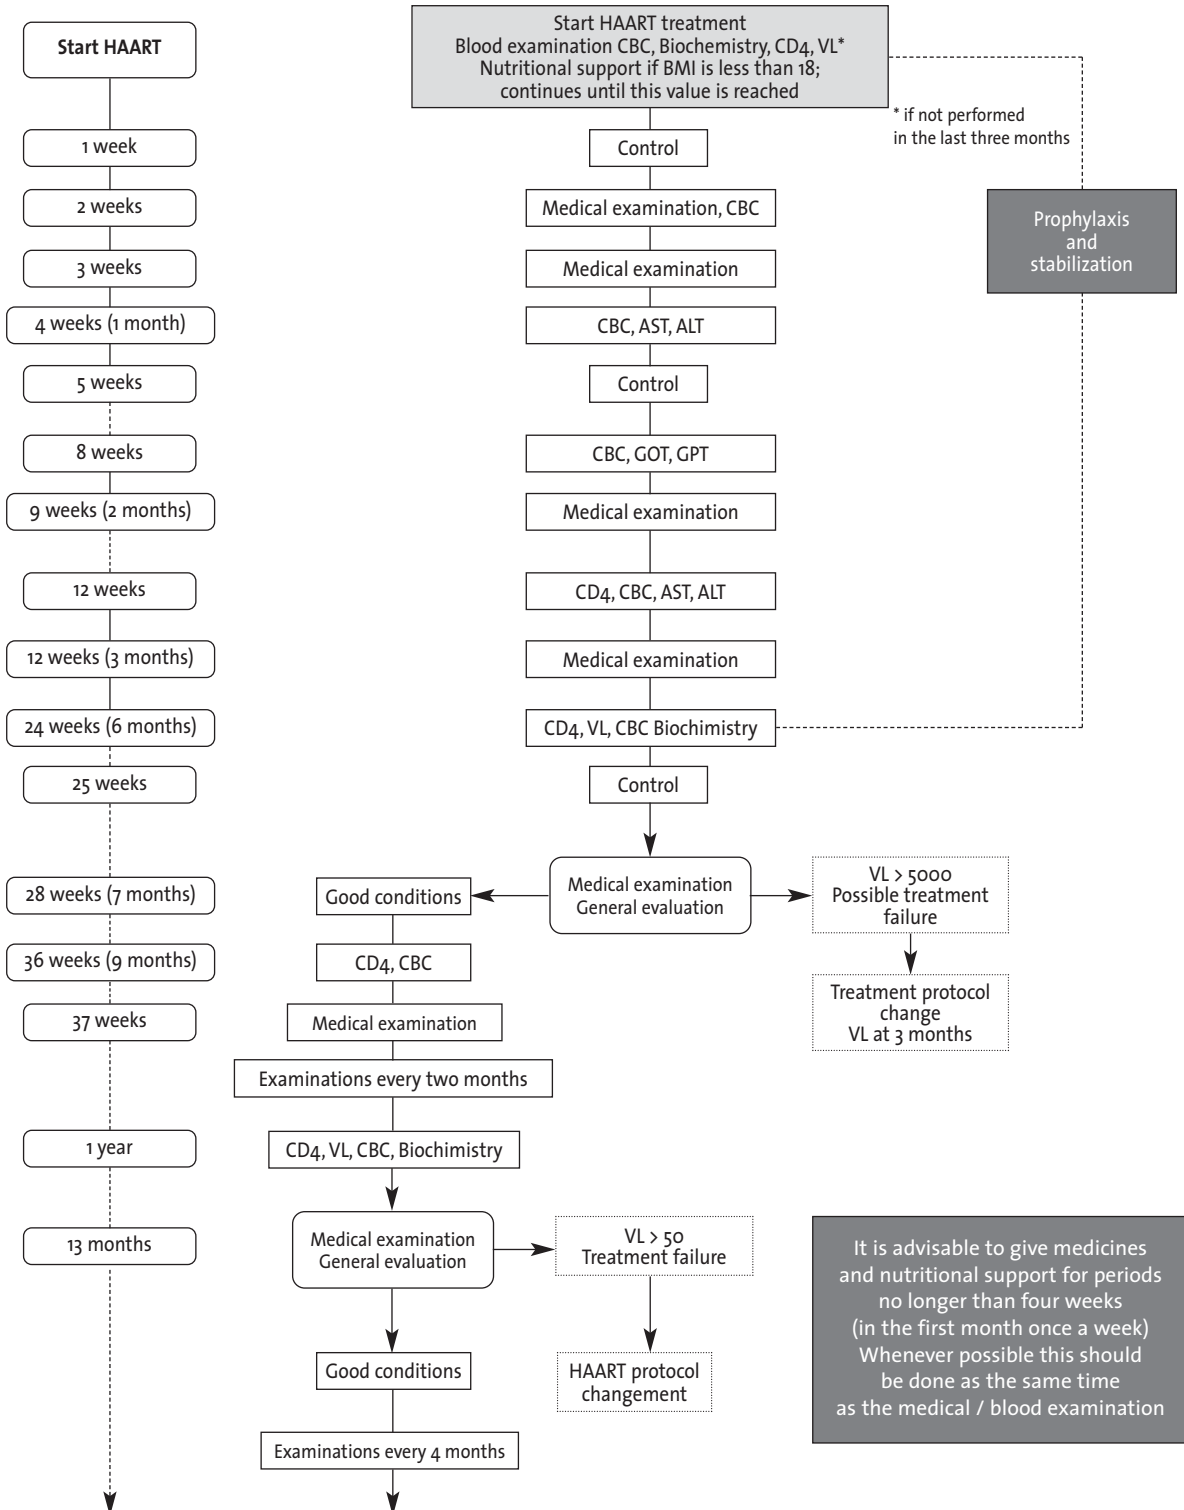 Start HAART
Start HAART treatment
Blood examination CBC, Biochemistry, CD4, VL*
Nutritional support if BMI is less than 18;
continues until this value is reached
* if not performed
in the last three months
1 week
Control
2 weeks
Medical examination, CBC
Prophylaxis
and
stabilization
3 weeks
Medical examination
4 weeks (1 month)
CBC, AST, ALT
5 weeks
Control
8 weeks
CBC, GOT, GPT
9 weeks (2 months)
Medical examination
12 weeks
CD4, CBC, AST, ALT
12 weeks (3 months)
Medical examination
24 weeks (6 months)
CD4, VL, CBC Biochimistry
25 weeks
Control
28 weeks (7 months)
Good conditions
Medical examination
General evaluation
VL > 5000
Possible treatment
failure
36 weeks (9 months)
CD4, CBC
Treatment protocol
change
VL at 3 months
37 weeks
Medical examination
Examinations every two months
1 year
CD4, VL, CBC, Biochimistry
13 months
Medical examination
General evaluation
VL > 50
Treatment failure
Good conditions
HAART protocol
changement
Examinations every 4 months
It is advisable to give medicines
and nutritional support for periods
no longer than four weeks
(in the first month once a week)
Whenever possible this should
be done as the same time
as the medical / blood examination